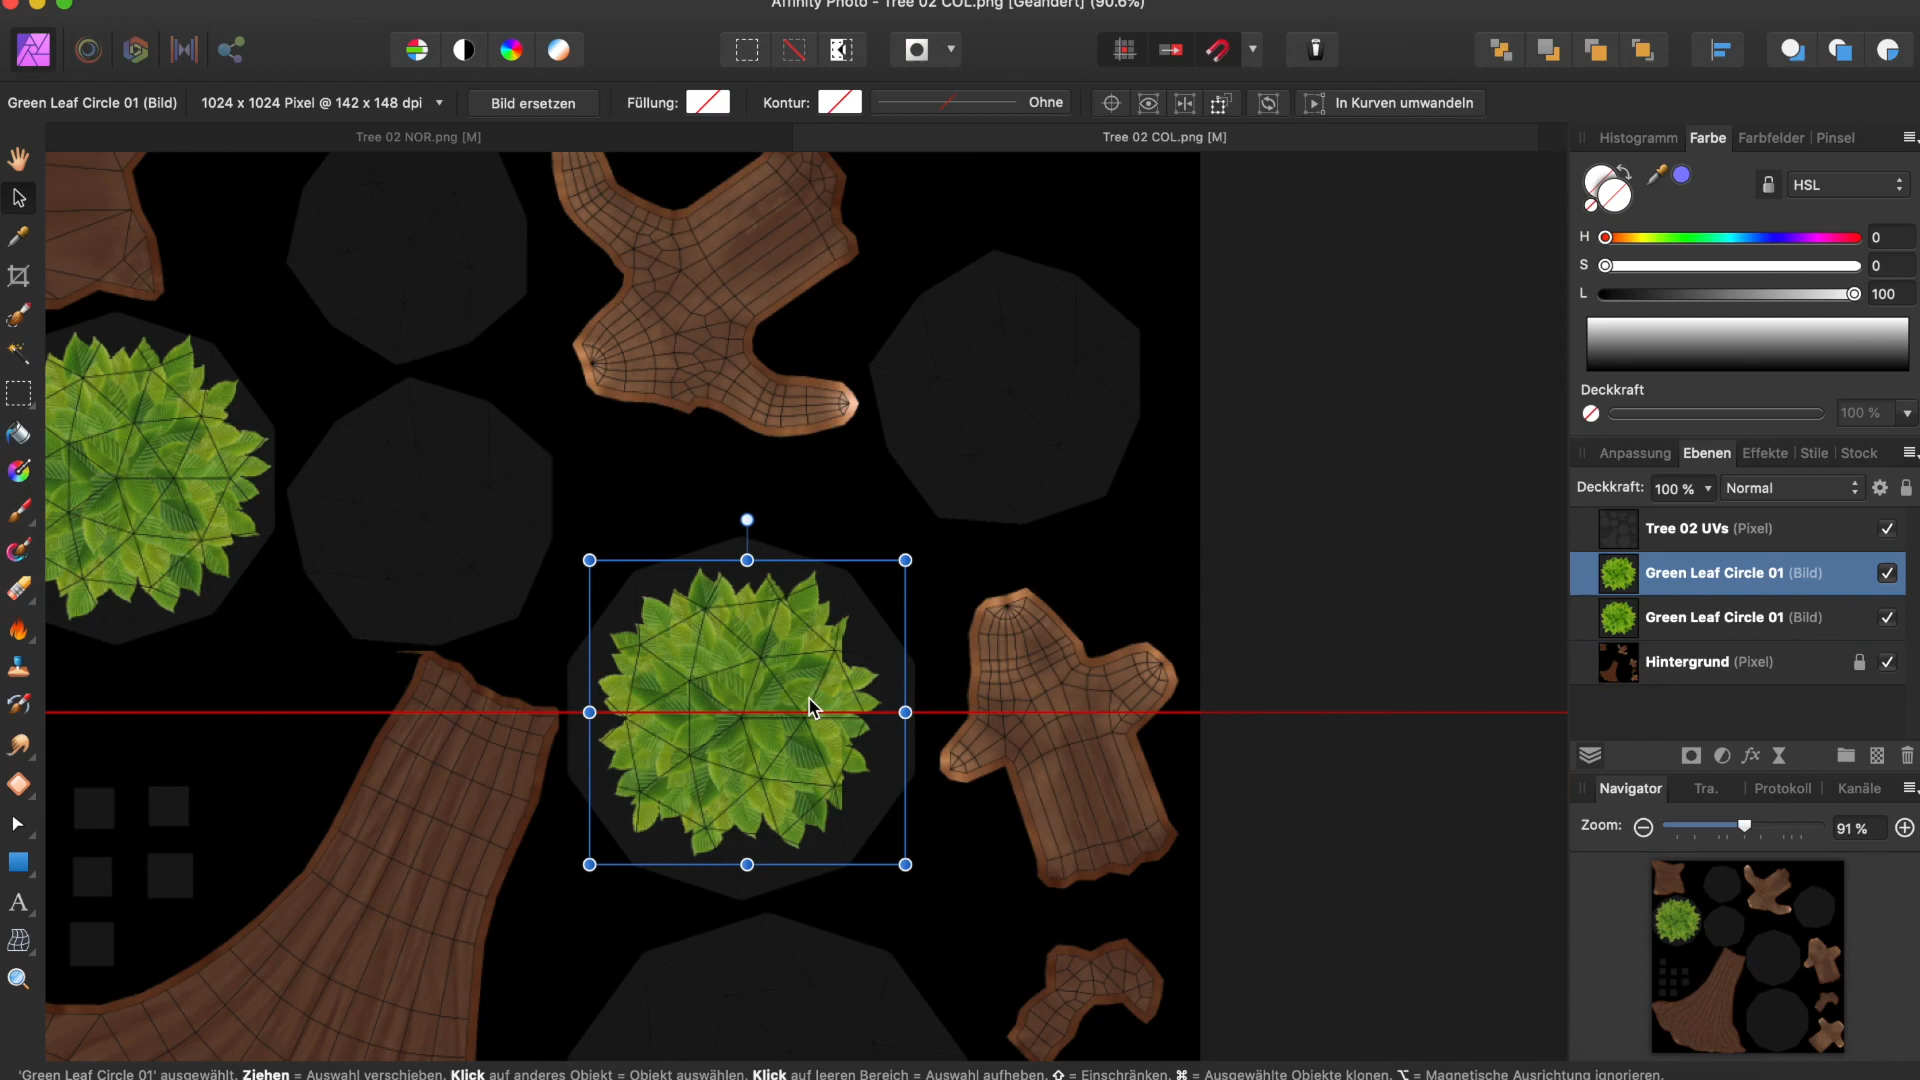 Affinity Photo - Tree 02 COL.png [Geändert] (90.6%)
Green Leaf Circle 01 (Bild)
1024 x 1024 Pixel @ 142 x 148 dpi
Bild ersetzen
Füllung:
Kontur:
Ohne
In Kurven umwandeln
Tree 02 NOR.png [M]
Tree 02 COL.png [M]
Histogramm
Farbe
Farbfelder
Pinsel
HSL
H
0
S
0
L
100
Deckkraft
100 %
Anpassung
Ebenen
Effekte
Stile
Stock
Deckkraft:
100 %
Normal
Tree 02 UVs (Pixel)
Green Leaf Circle 01 (Bild)
Green Leaf Circle 01 (Bild)
Hintergrund (Pixel)
fx
Navigator
Tra.
Protokoll
Kanäle
Zoom:
91 %
A
'Green Leaf Circle 01' ausgewählt. Ziehen = Auswahl verschieben. Klick auf anderes Objekt = Objekt auswählen. Klick auf leeren Bereich = Auswahl aufheben. ⇧ = Einschränken. ⌘ = Ausgewählte Objekte klonen. ⌥ = Magnetische Ausrichtung ignorieren.